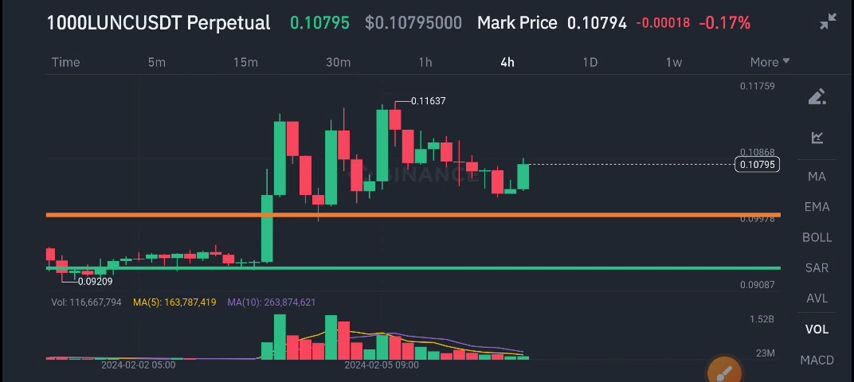 1000LUNCUSDT Perpetual 0.10795 $0.10795000 Mark Price 0.10794 -0.00018 -0.17%
Time 5m 15m 30m 1h 4h 1D 1w More
0.11759
0.11637
0.10868
0.10795
BINANCE
MA
EMA
0.09978
BOLL
SAR
0.09209
0.09087
AVL
Vol: 116,667,794 MA(5): 163,787,419 MA(10): 263,874,621
1.52B
VOL
23M
MACD
2024-02-02 05:00 2024-02-05 09:00